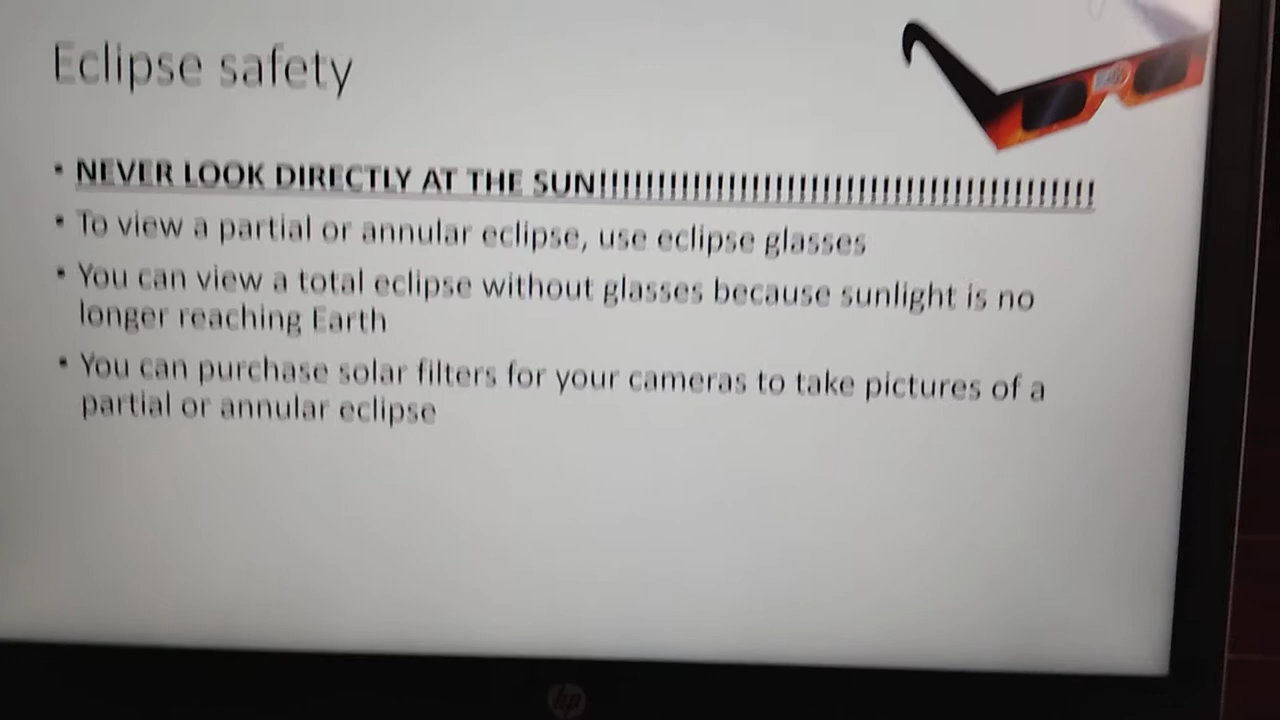 Eclipse safety
• NEVER LOOK DIRECTLY AT THE SUN!!!!!!!!!!!!!!!!!!!!!!!!!!!!!!!!!!!!!!!!!!!
• To view a partial or annular eclipse, use eclipse glasses
• You can view a total eclipse without glasses because sunlight is no
longer reaching Earth
• You can purchase solar filters for your cameras to take pictures of a
partial or annular eclipse
hp